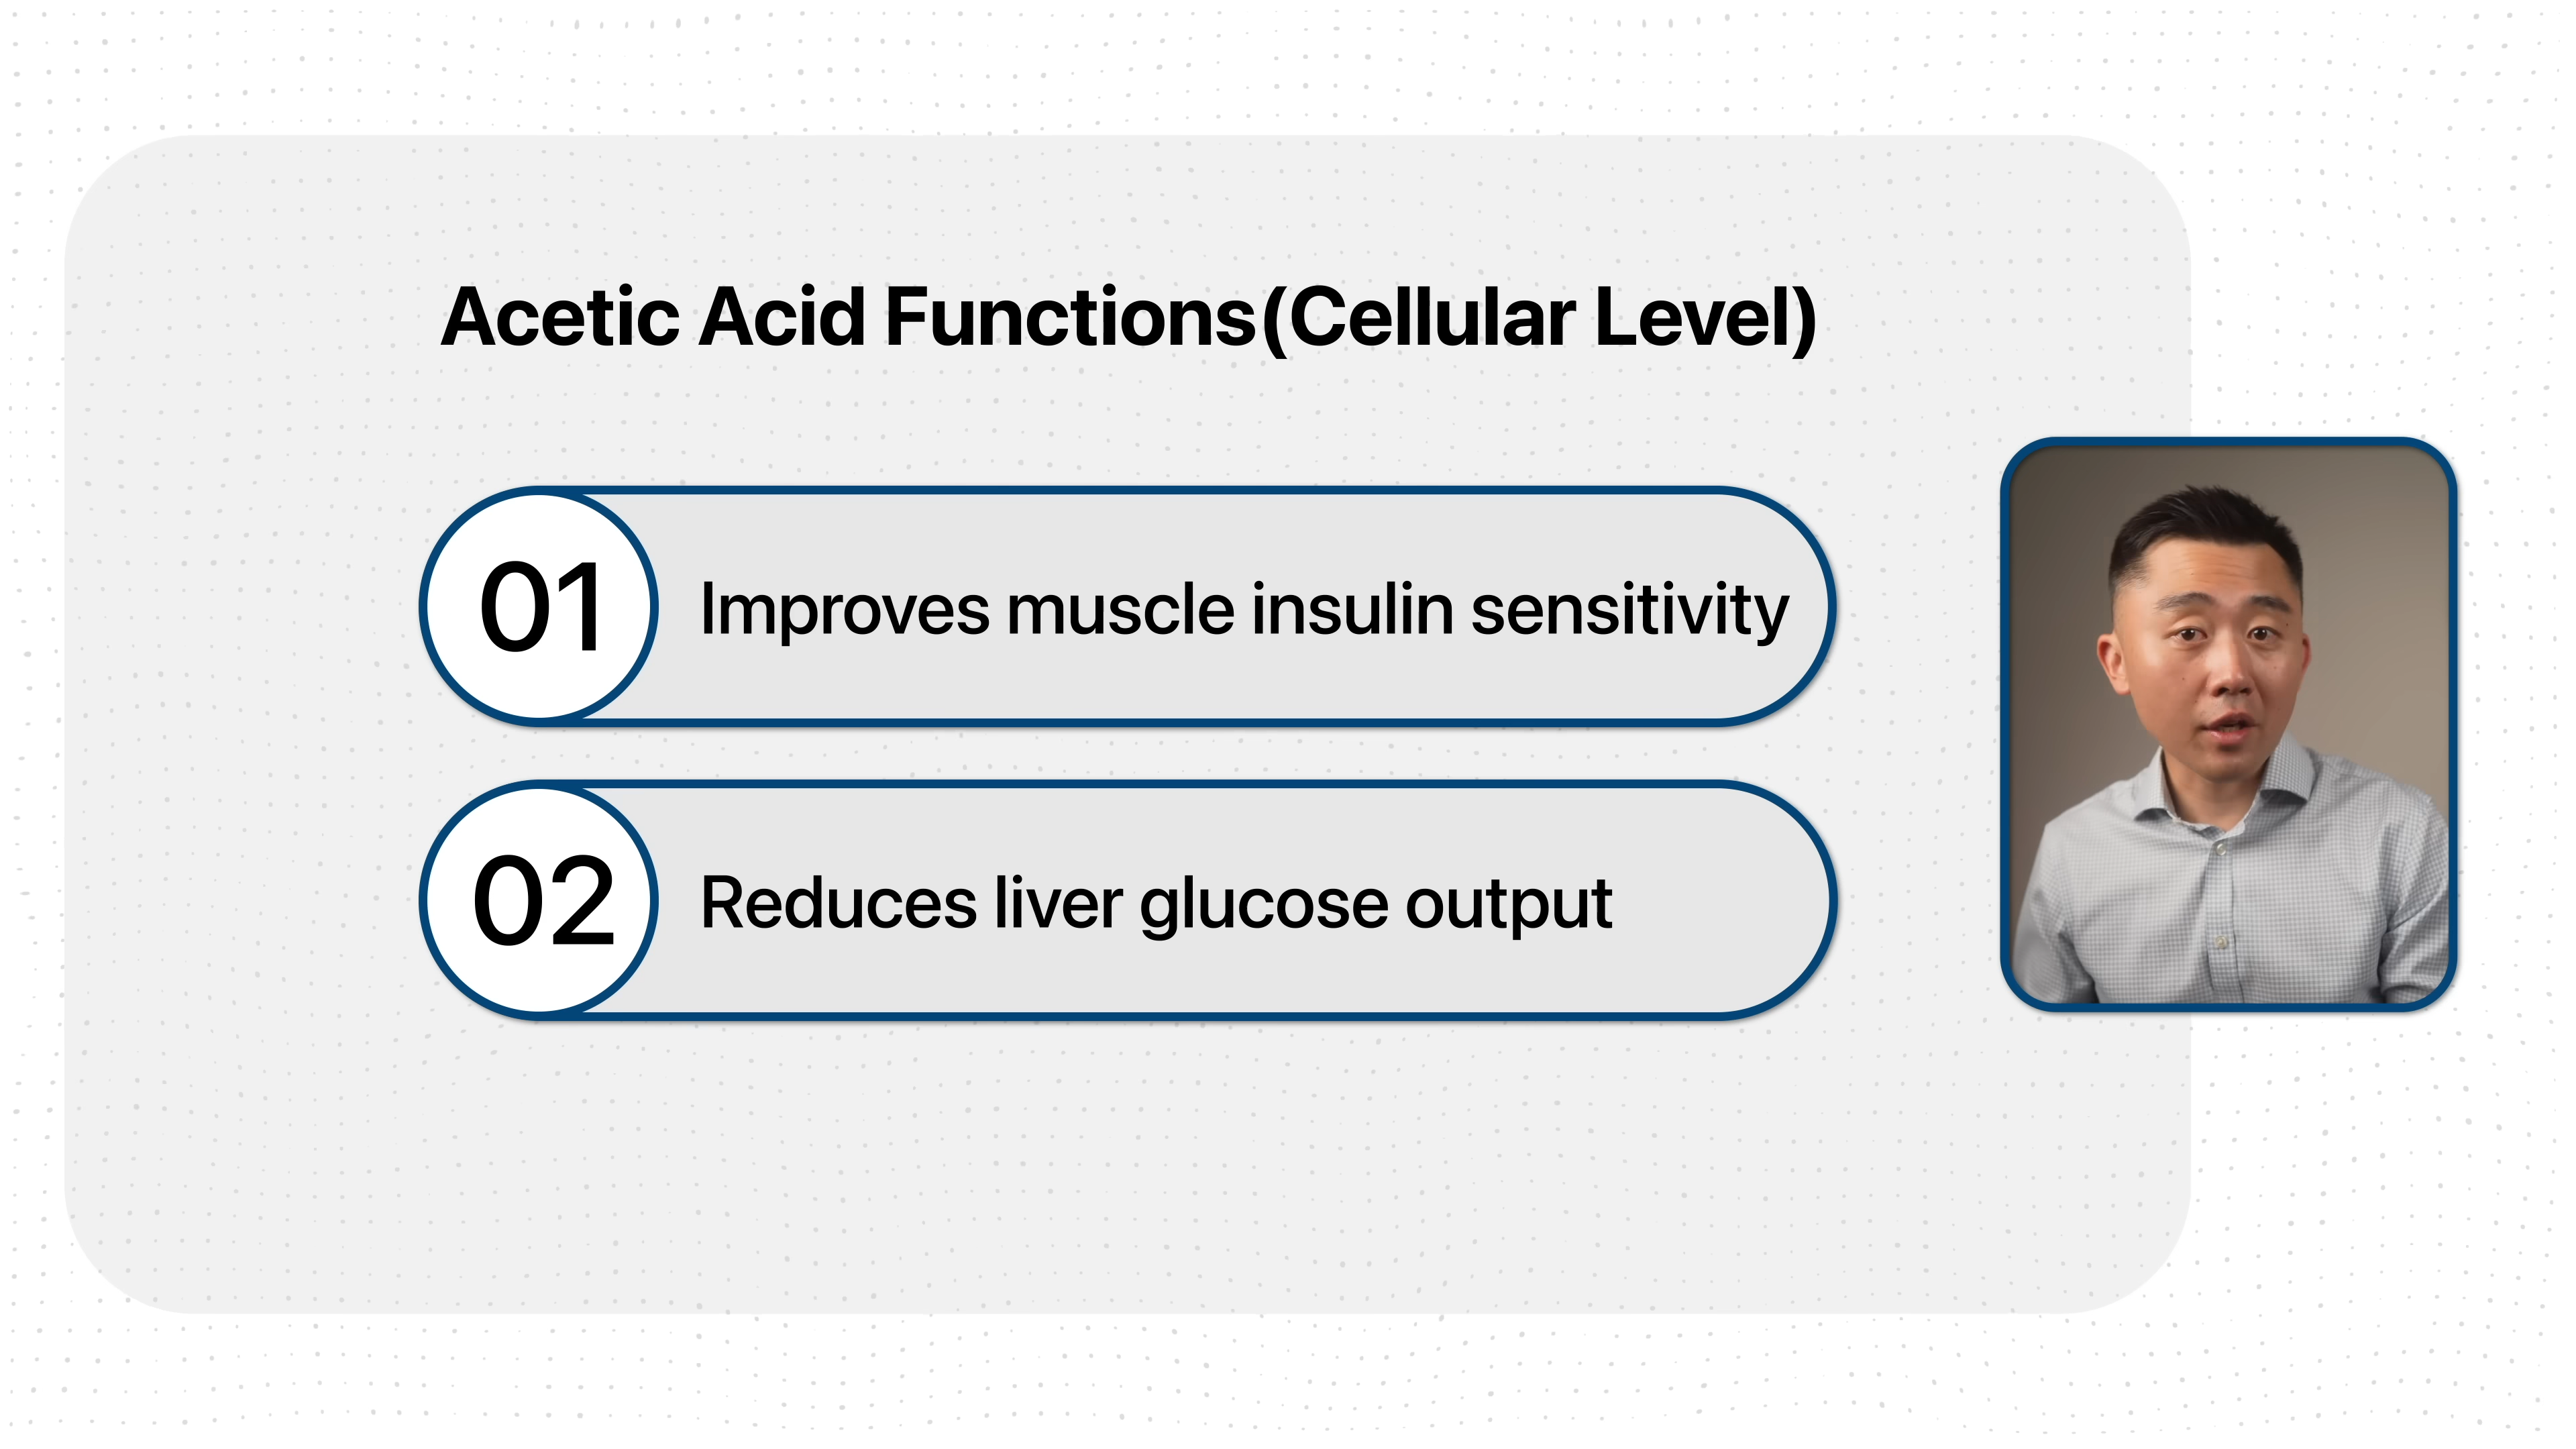 Acetic Acid Functions(Cellular Level)
01
Improves muscle insulin sensitivity
02
Reduces liver glucose output